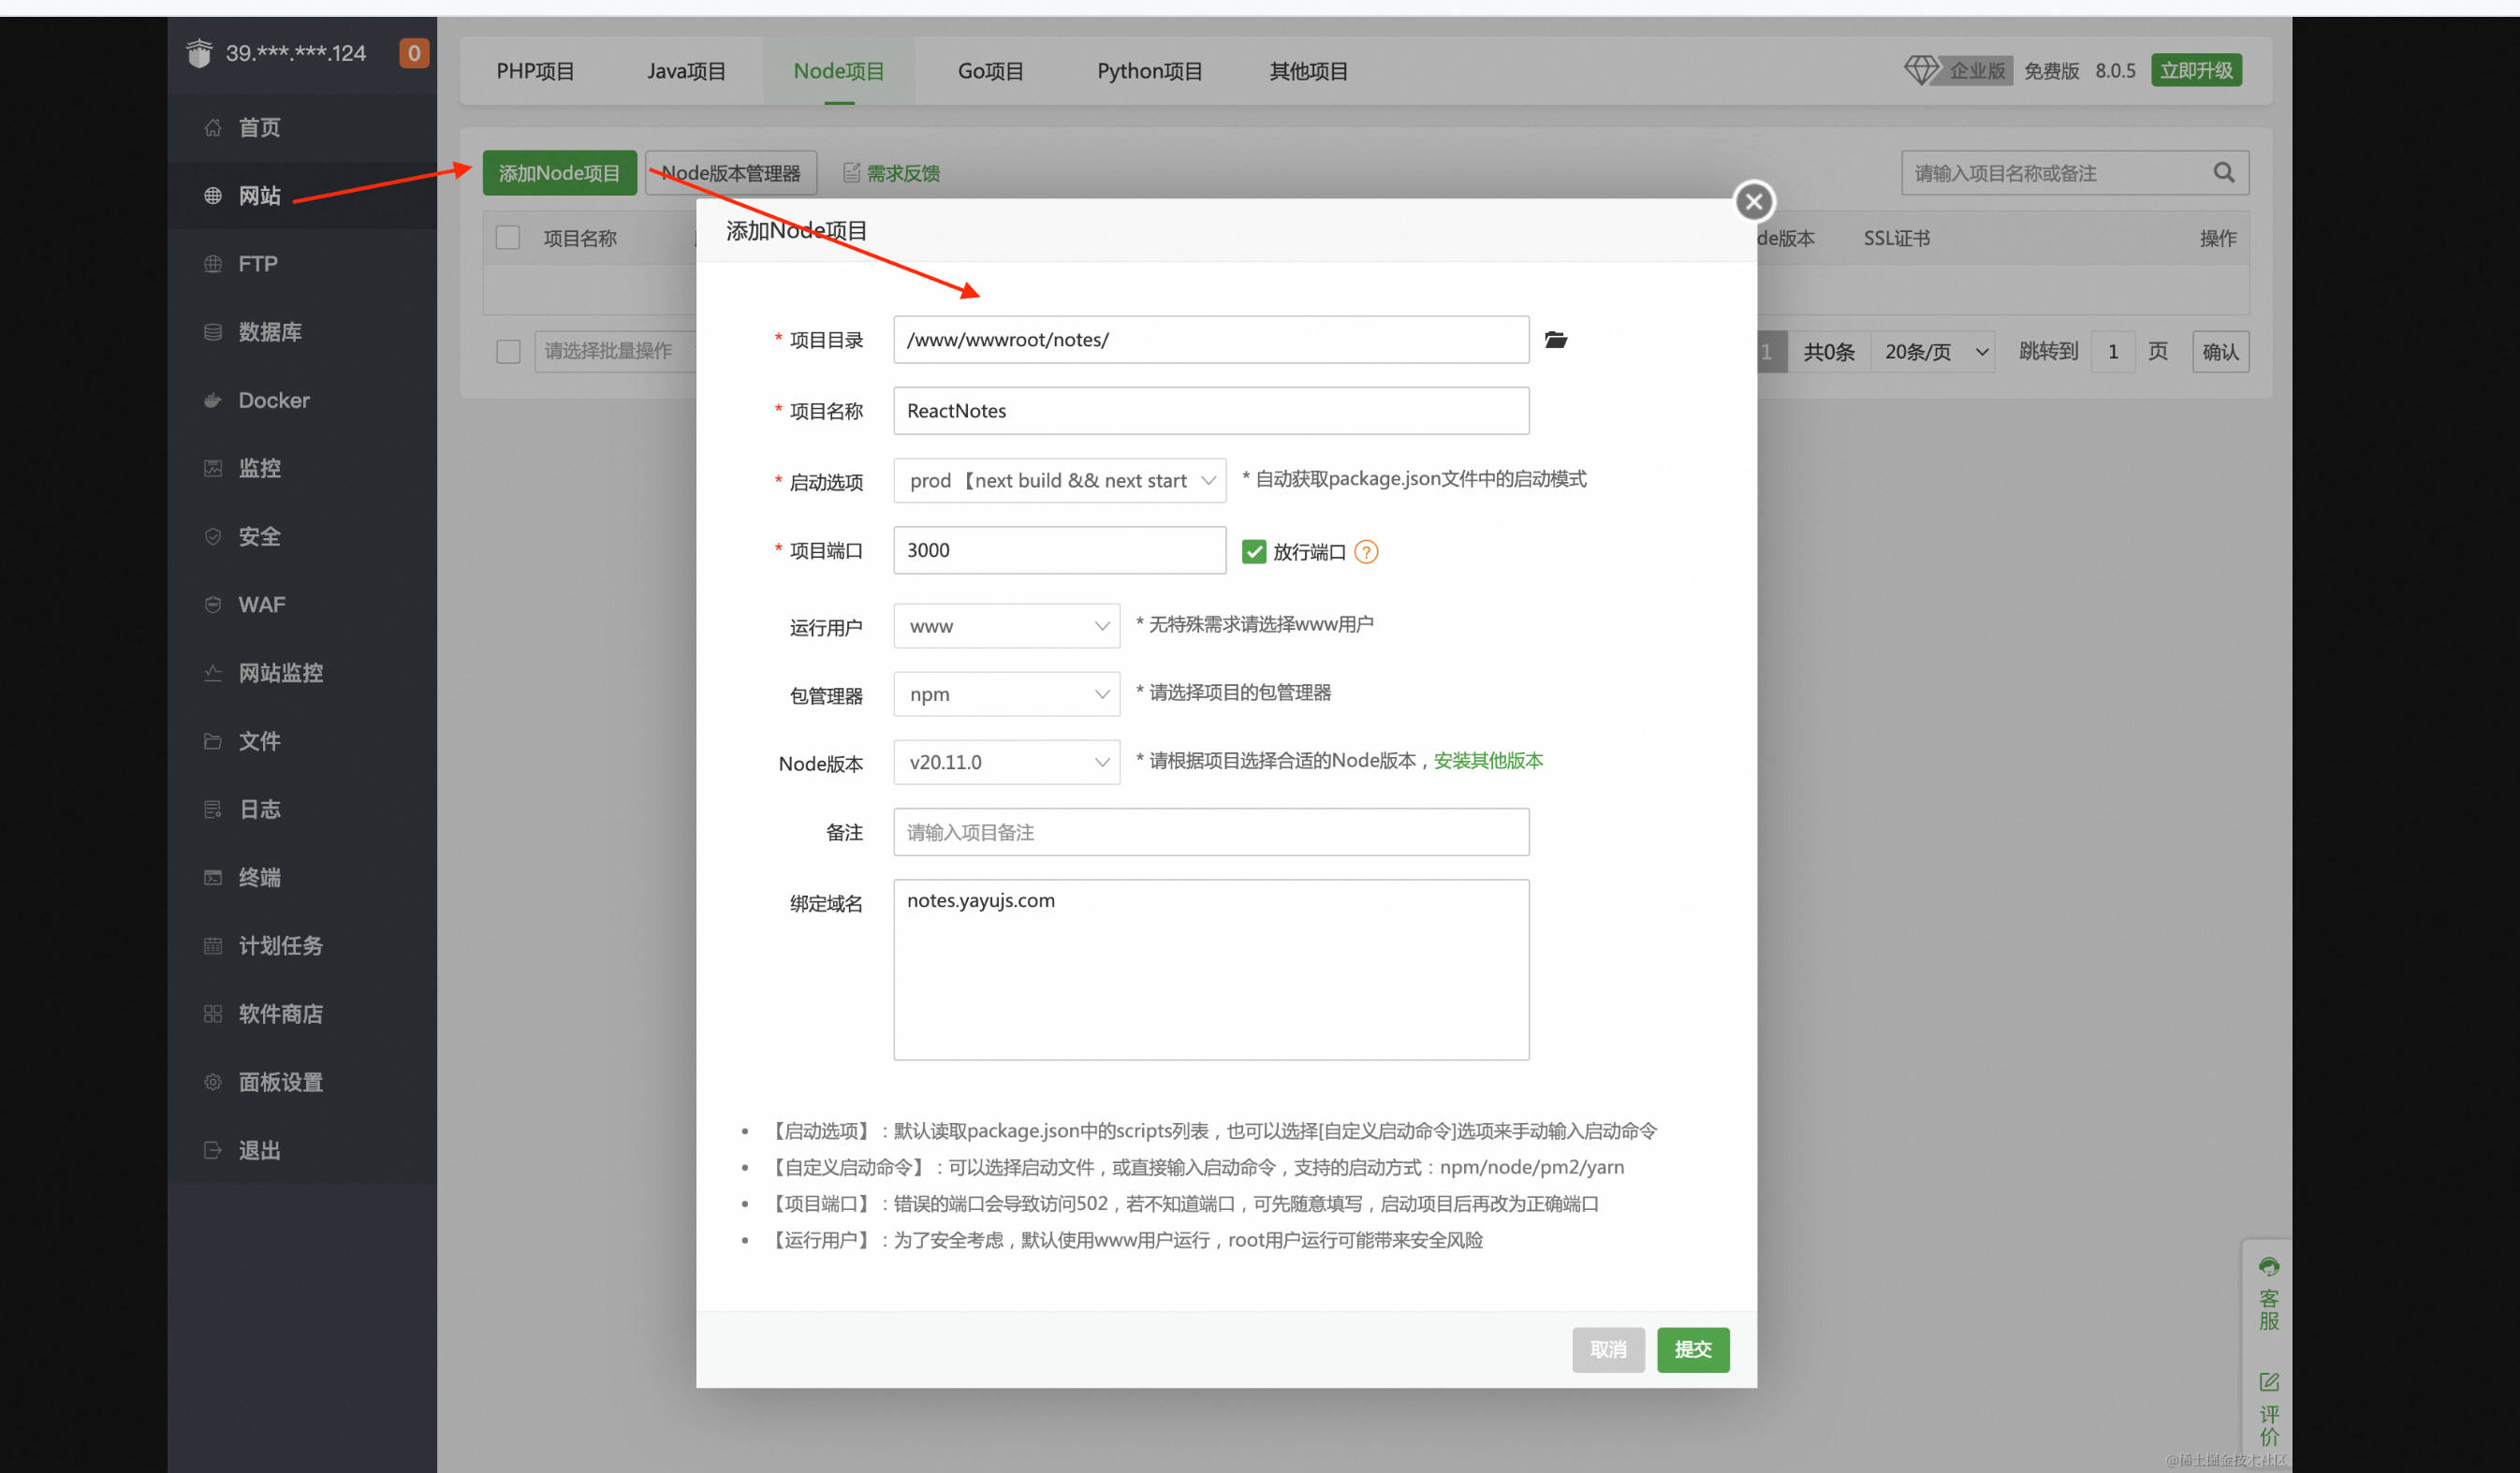 39.***.***.124 0
首页
网站
FTP
数据库
Docker
监控
安全
WAF
网站监控
文件
日志
终端
计划任务
软件商店
面板设置
退出
PHP项目 Java项目 Node项目 Go项目 Python项目 其他项目
企业版 免费版 8.0.5 立即升级
添加Node项目 Node版本管理器 需求反馈 请输入项目名称或备注
项目名称 de版本 SSL证书 操作
请选择批量操作 1 共0条 20条/页 跳转到 1 页 确认
添加Node项目
* 项目目录 /www/wwwroot/notes/
* 项目名称 ReactNotes
* 启动选项 prod 【next build && next start * 自动获取package.json文件中的启动模式
* 项目端口 3000 放行端口 ?
运行用户 www * 无特殊需求请选择www用户
包管理器 npm * 请选择项目的包管理器
Node版本 v20.11.0 * 请根据项目选择合适的Node版本，安装其他版本
备注 请输入项目备注
绑定域名 notes.yayujs.com
• 【启动选项】：默认读取package.json中的scripts列表，也可以选择[自定义启动命令]选项来手动输入启动命令
• 【自定义启动命令】：可以选择启动文件，或直接输入启动命令，支持的启动方式：npm/node/pm2/yarn
• 【项目端口】：错误的端口会导致访问502，若不知道端口，可先随意填写，启动项目后再改为正确端口
• 【运行用户】：为了安全考虑，默认使用www用户运行，root用户运行可能带来安全风险
取消 提交
客服
评价
@稀土掘金技术社区